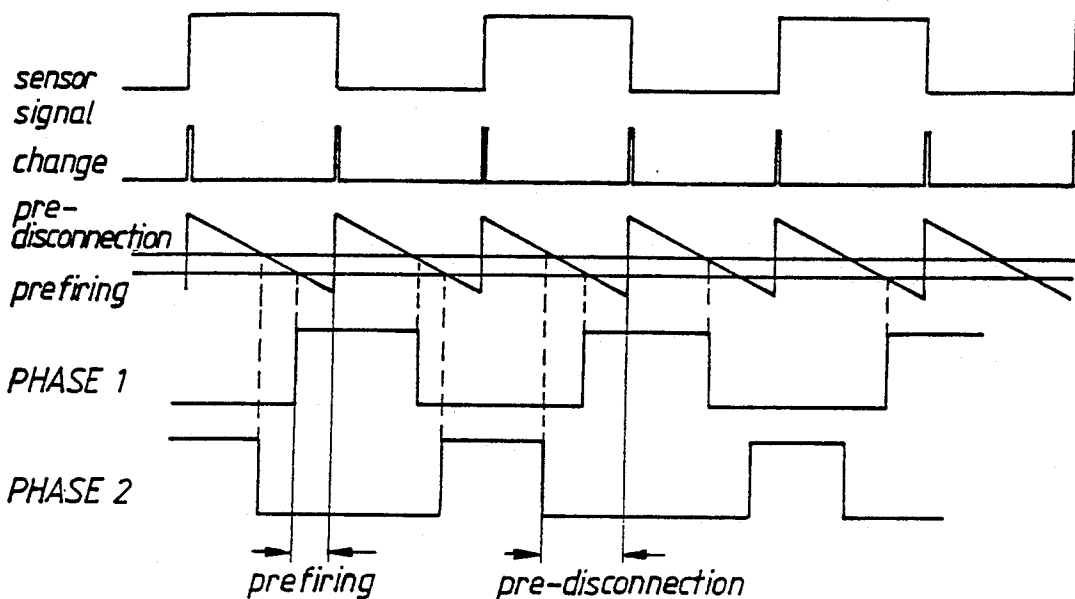 sensor
signal
change
pre-
disconnection
prefiring
PHASE 1
PHASE 2
prefiring
pre-disconnection